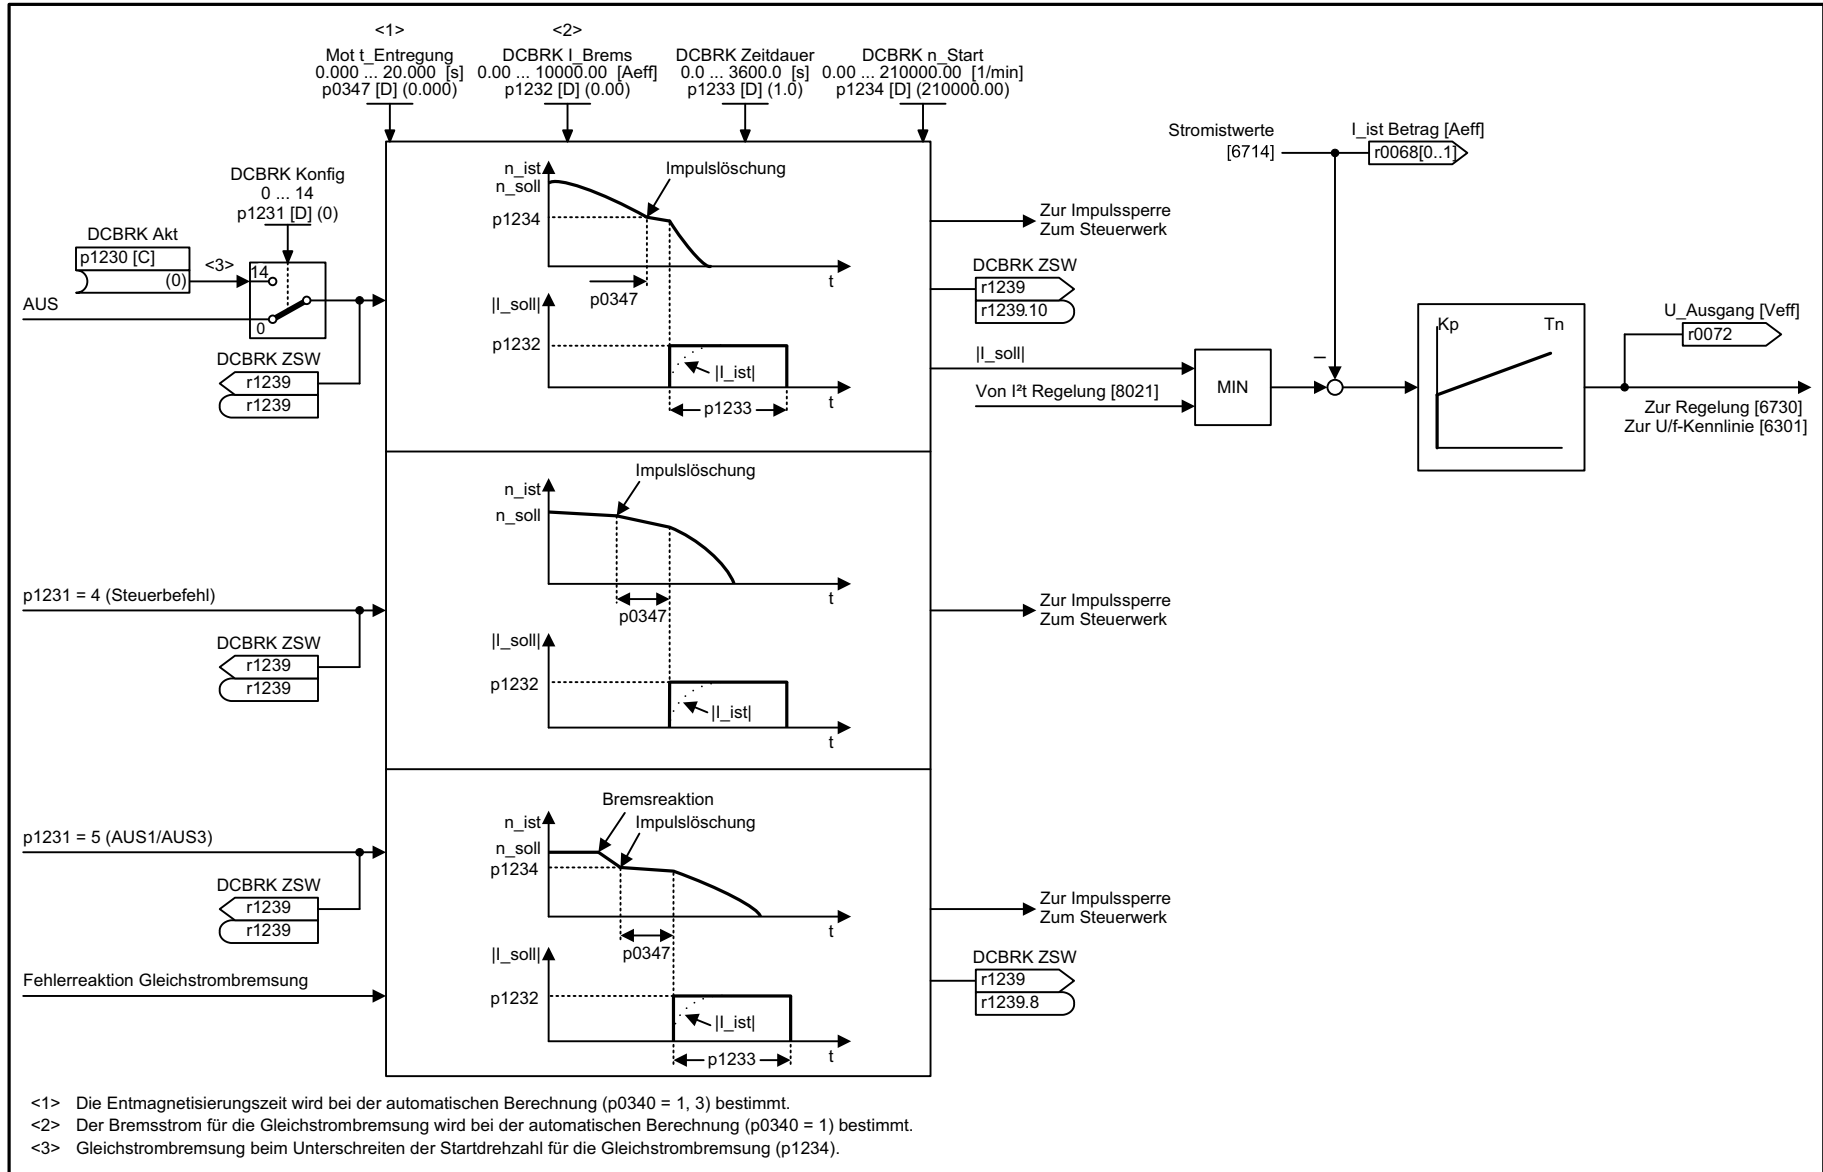 <1>
Mot t_Entregung
0.000 ... 20.000 [s]
p0347 [D] (0.000)
<2>
DCBRK I_Brems
0.00 ... 10000.00 [Aeff]
p1232 [D] (0.00)
DCBRK Zeitdauer
0.0 ... 3600.0 [s]
p1233 [D] (1.0)
DCBRK n_Start
0.00 ... 210000.00 [1/min]
p1234 [D] (210000.00)
DCBRK Konfig
0 ... 14
p1231 [D] (0)
DCBRK Akt
p1230 [C]
(0)
<3>
14
0
AUS
DCBRK ZSW
r1239
r1239
n_ist
n_soll
p1234
Impulslöschung
t
p0347
|I_soll|
p1232
|I_ist|
t
p1233
Zur Impulssperre
Zum Steuerwerk
DCBRK ZSW
r1239
r1239.10
|I_soll|
Von I²t Regelung [8021]
MIN
Stromistwerte
[6714]
I_ist Betrag [Aeff]
r0068[0..1]
–
Kp
Tn
U_Ausgang [Veff]
r0072
Zur Regelung [6730]
Zur U/f-Kennlinie [6301]
p1231 = 4 (Steuerbefehl)
DCBRK ZSW
r1239
r1239
Impulslöschung
n_ist
n_soll
t
p0347
|I_soll|
p1232
|I_ist|
t
Zur Impulssperre
Zum Steuerwerk
p1231 = 5 (AUS1/AUS3)
DCBRK ZSW
r1239
r1239
Fehlerreaktion Gleichstrombremsung
Bremsreaktion
Impulslöschung
n_ist
n_soll
p1234
t
p0347
|I_soll|
p1232
|I_ist|
t
p1233
Zur Impulssperre
Zum Steuerwerk
DCBRK ZSW
r1239
r1239.8
<1> Die Entmagnetisierungszeit wird bei der automatischen Berechnung (p0340 = 1, 3) bestimmt.
<2> Der Bremsstrom für die Gleichstrombremsung wird bei der automatischen Berechnung (p0340 = 1) bestimmt.
<3> Gleichstrombremsung beim Unterschreiten der Startdrehzahl für die Gleichstrombremsung (p1234).